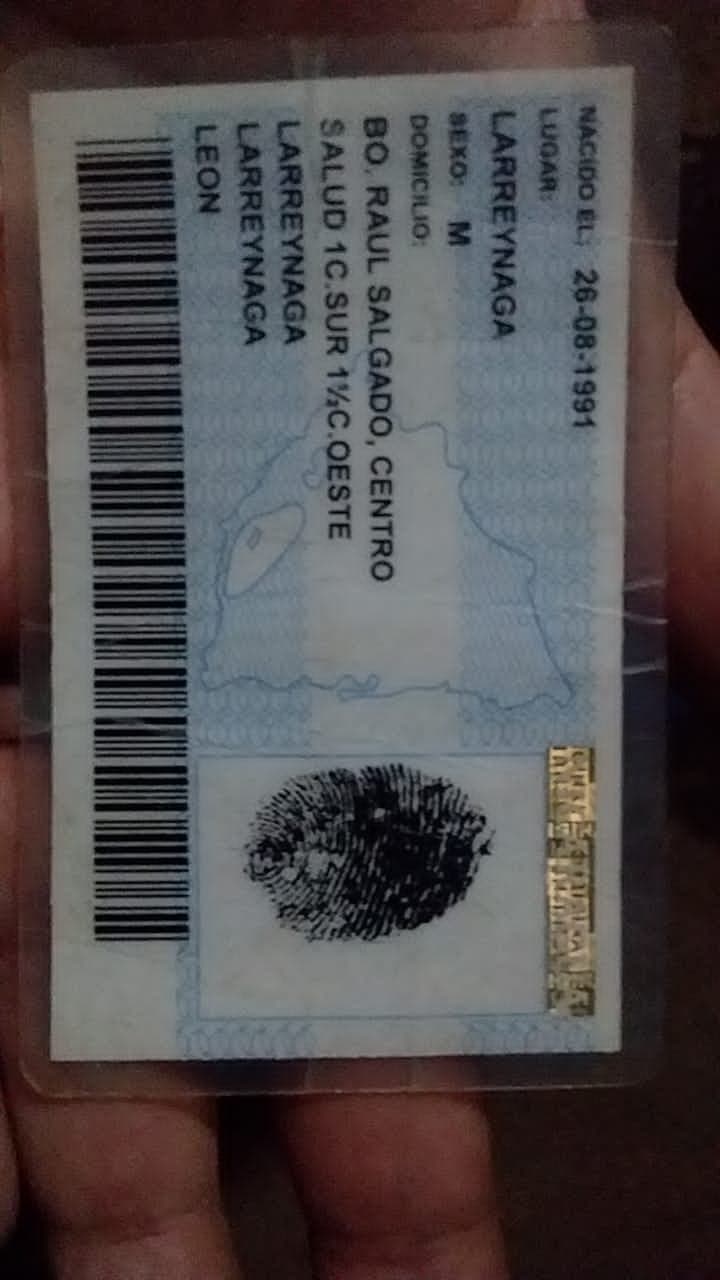 NACIDO EL: 26-08-1991
LUGAR:
LARREYNAGA
SEXO: M
DOMICILIO:
BO. RAUL SALGADO, CENTRO
SALUD 1C.SUR 1½C.OESTE
LARREYNAGA
LARREYNAGA
LEON